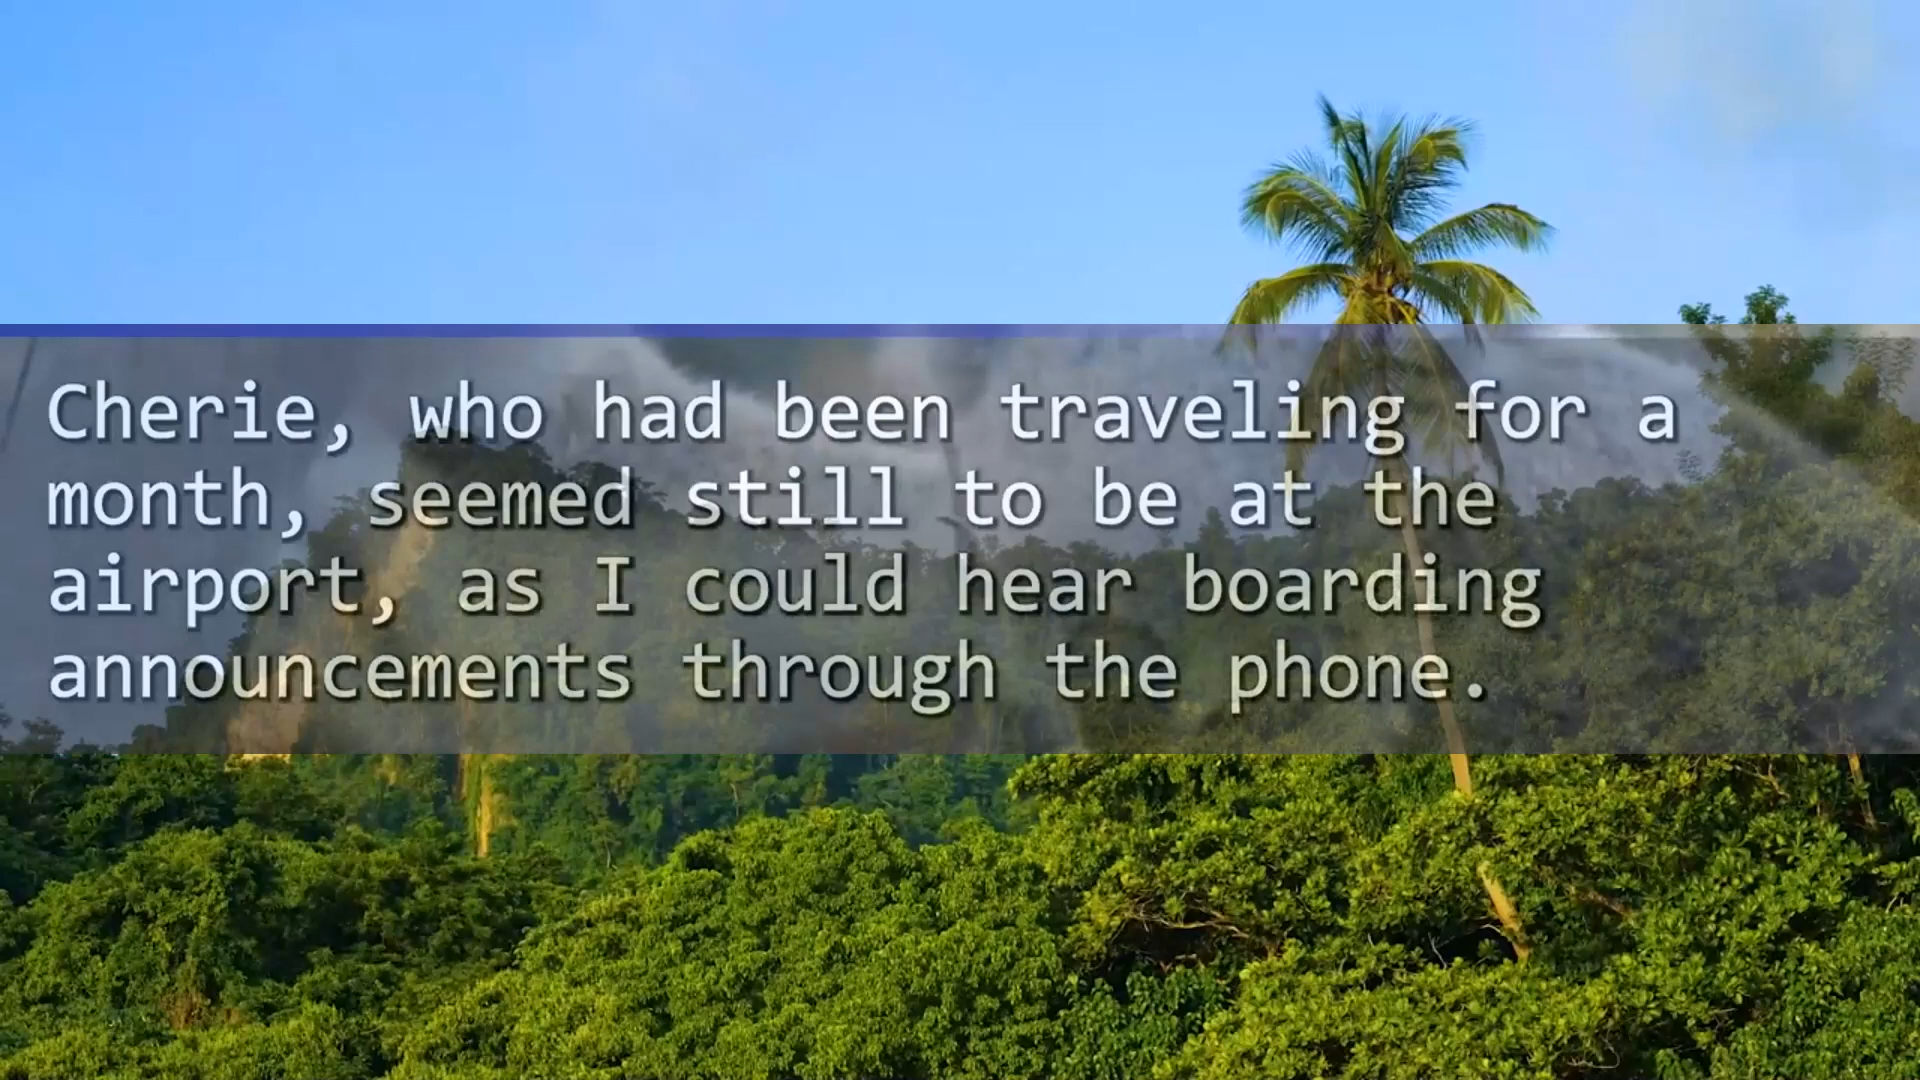 Cherie, who had been traveling for a
month, seemed still to be at the
airport, as I could hear boarding
announcements through the phone.